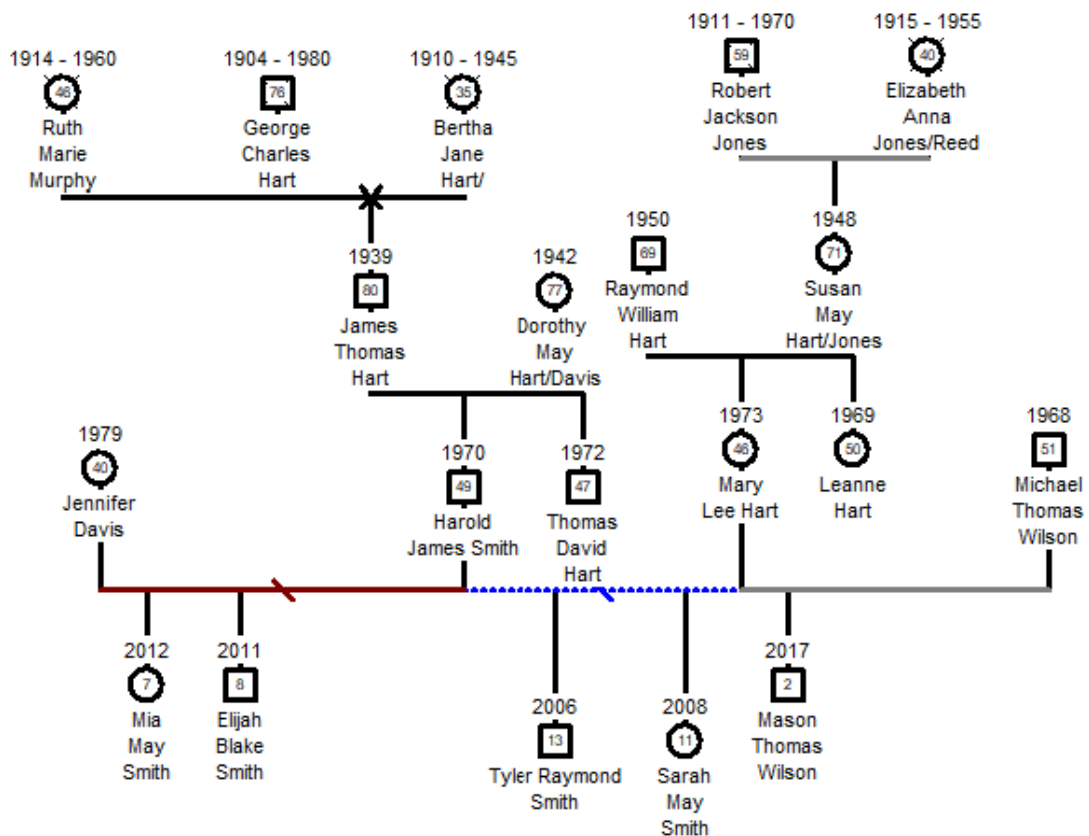 1911 - 1970
1915 - 1955
1914 - 1960
1904 - 1980
1910 - 1945
59
40
46
76
35
Robert
Jackson
Jones
Elizabeth
Anna
Jones/Reed
Ruth
Marie
Murphy
George
Charles
Hart
Bertha
Jane
Hart/
1950
1948
69
71
Raymond
William
Hart
Susan
May
Hart/Jones
1939
1942
80
77
James
Thomas
Hart
Dorothy
May
Hart/Davis
1973
1969
1968
46
50
51
Mary
Lee Hart
Leanne
Hart
Michael
Thomas
Wilson
1979
1970
1972
40
49
47
Jennifer
Davis
Harold
James Smith
Thomas
David
Hart
2012
2011
2017
7
8
2
Mia
May
Smith
Elijah
Blake
Smith
Mason
Thomas
Wilson
2006
2008
13
11
Tyler Raymond
Smith
Sarah
May
Smith